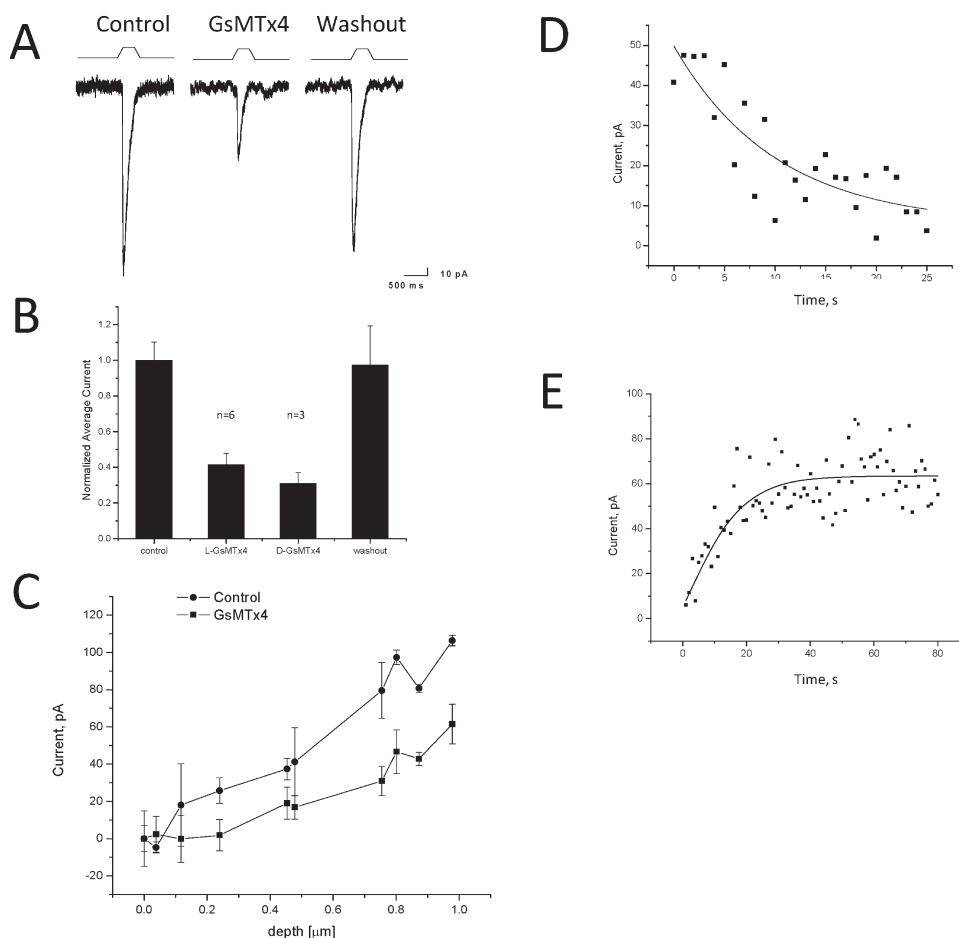 A
Control GsMTx4 Washout
10 pA
500 ms
B
Normalized Average Current
1.2
1.0
0.8
0.6
0.4
0.2
0.0
n=6
n=3
control L-GsMTx4 D-GsMTx4 washout
C
Control
GsMTx4
Current, pA
120
100
80
60
40
20
0
-20
0.0 0.2 0.4 0.6 0.8 1.0
depth [µm]
D
Current, pA
50
40
30
20
10
0
0 5 10 15 20 25
Time, s
E
Current, pA
100
80
60
40
20
0
0 20 40 60 80
Time, s